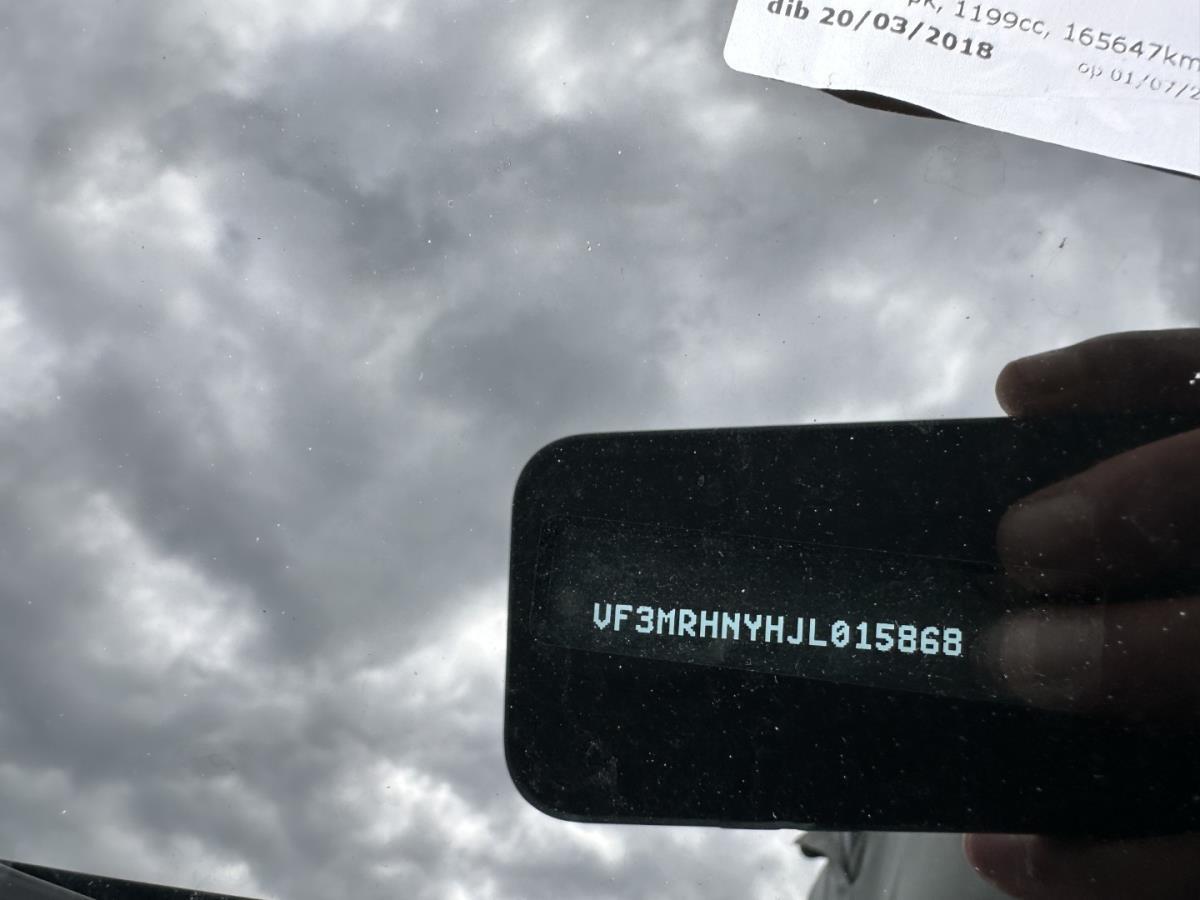 pk, 1199cc, 165647km
dib 20/03/2018
op 01/07/2
VF3MRHNYHJL015868